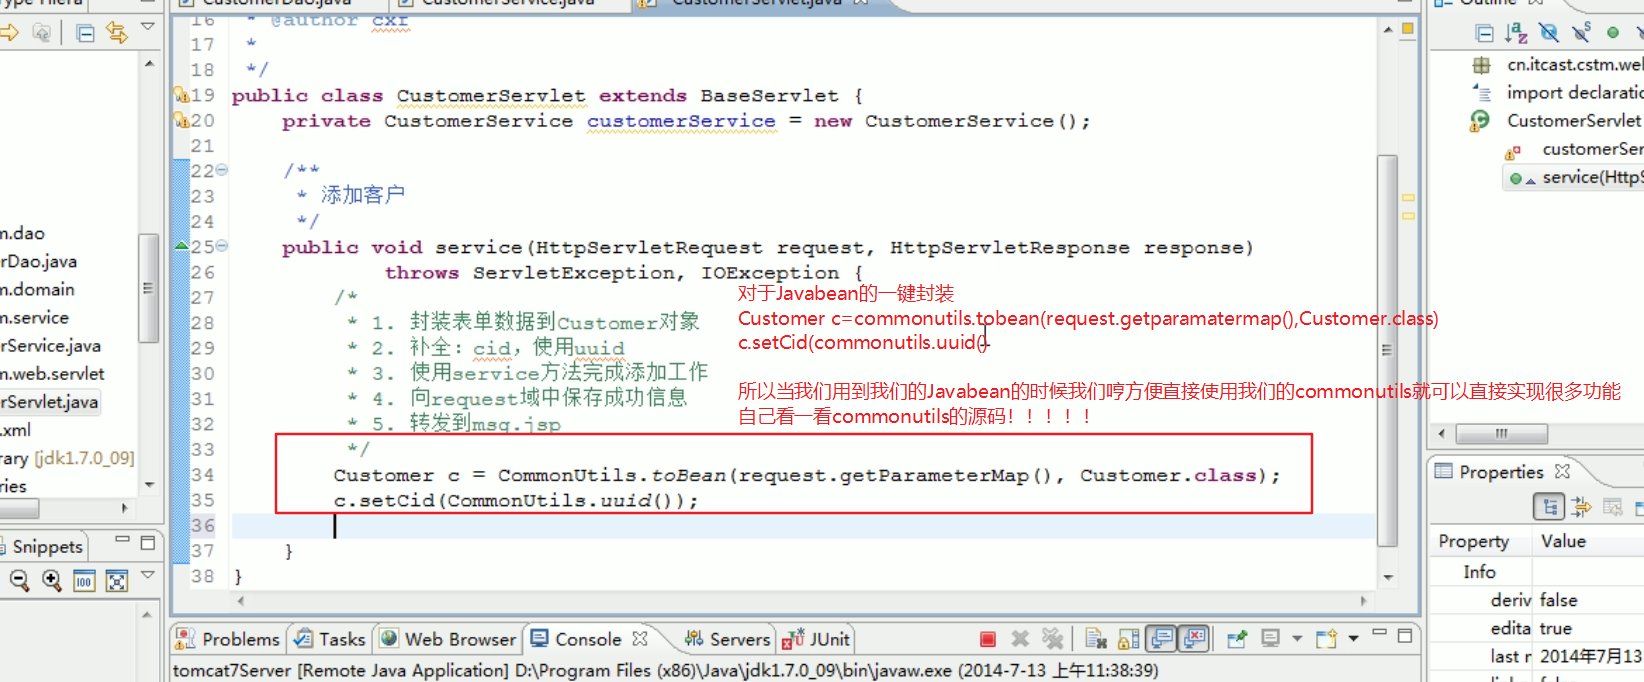 CustomerDao.java
CustomerService.java
CustomerServlet.java
16 * @author cxf
17 *
18 */
19 public class CustomerServlet extends BaseServlet {
20 private CustomerService customerService = new CustomerService();
21
22 /**
23 * 添加客户
24 */
25 public void service(HttpServletRequest request, HttpServletResponse response)
26 throws ServletException, IOException {
27 /*
28 * 1. 封装表单数据到Customer对象
29 * 2. 补全：cid，使用uuid
30 * 3. 使用service方法完成添加工作
31 * 4. 向request域中保存成功信息
32 * 5. 转发到msg.jsp
33 */
34 Customer c = CommonUtils.toBean(request.getParameterMap(), Customer.class);
35 c.setCid(CommonUtils.uuid());
36
37 }
38 }
对于Javabean的一键封装
Customer c=commonutils.tobean(request.getparamatermap(),Customer.class)
c.setCid(commonutils.uuid()
所以当我们用到我们的Javabean的时候我们哼方便直接使用我们的commonutils就可以直接实现很多功能
自己看一看commonutils的源码！！！！！
m.dao
rDao.java
m.domain
m.service
rService.java
m.web.servlet
rServlet.java
.xml
rary [jdk1.7.0_09]
ries
Snippets
100
Outline
cn.itcast.cstm.we
import declaratio
CustomerServlet
customerSer
service(HttpS
Properties
Property Value
Info
deriv false
edita true
last r 2014年7月13
Problems Tasks Web Browser Console Servers JUnit
tomcat7Server [Remote Java Application] D:\Program Files (x86)\Java\jdk1.7.0_09\bin\javaw.exe (2014-7-13 上午11:38:39)